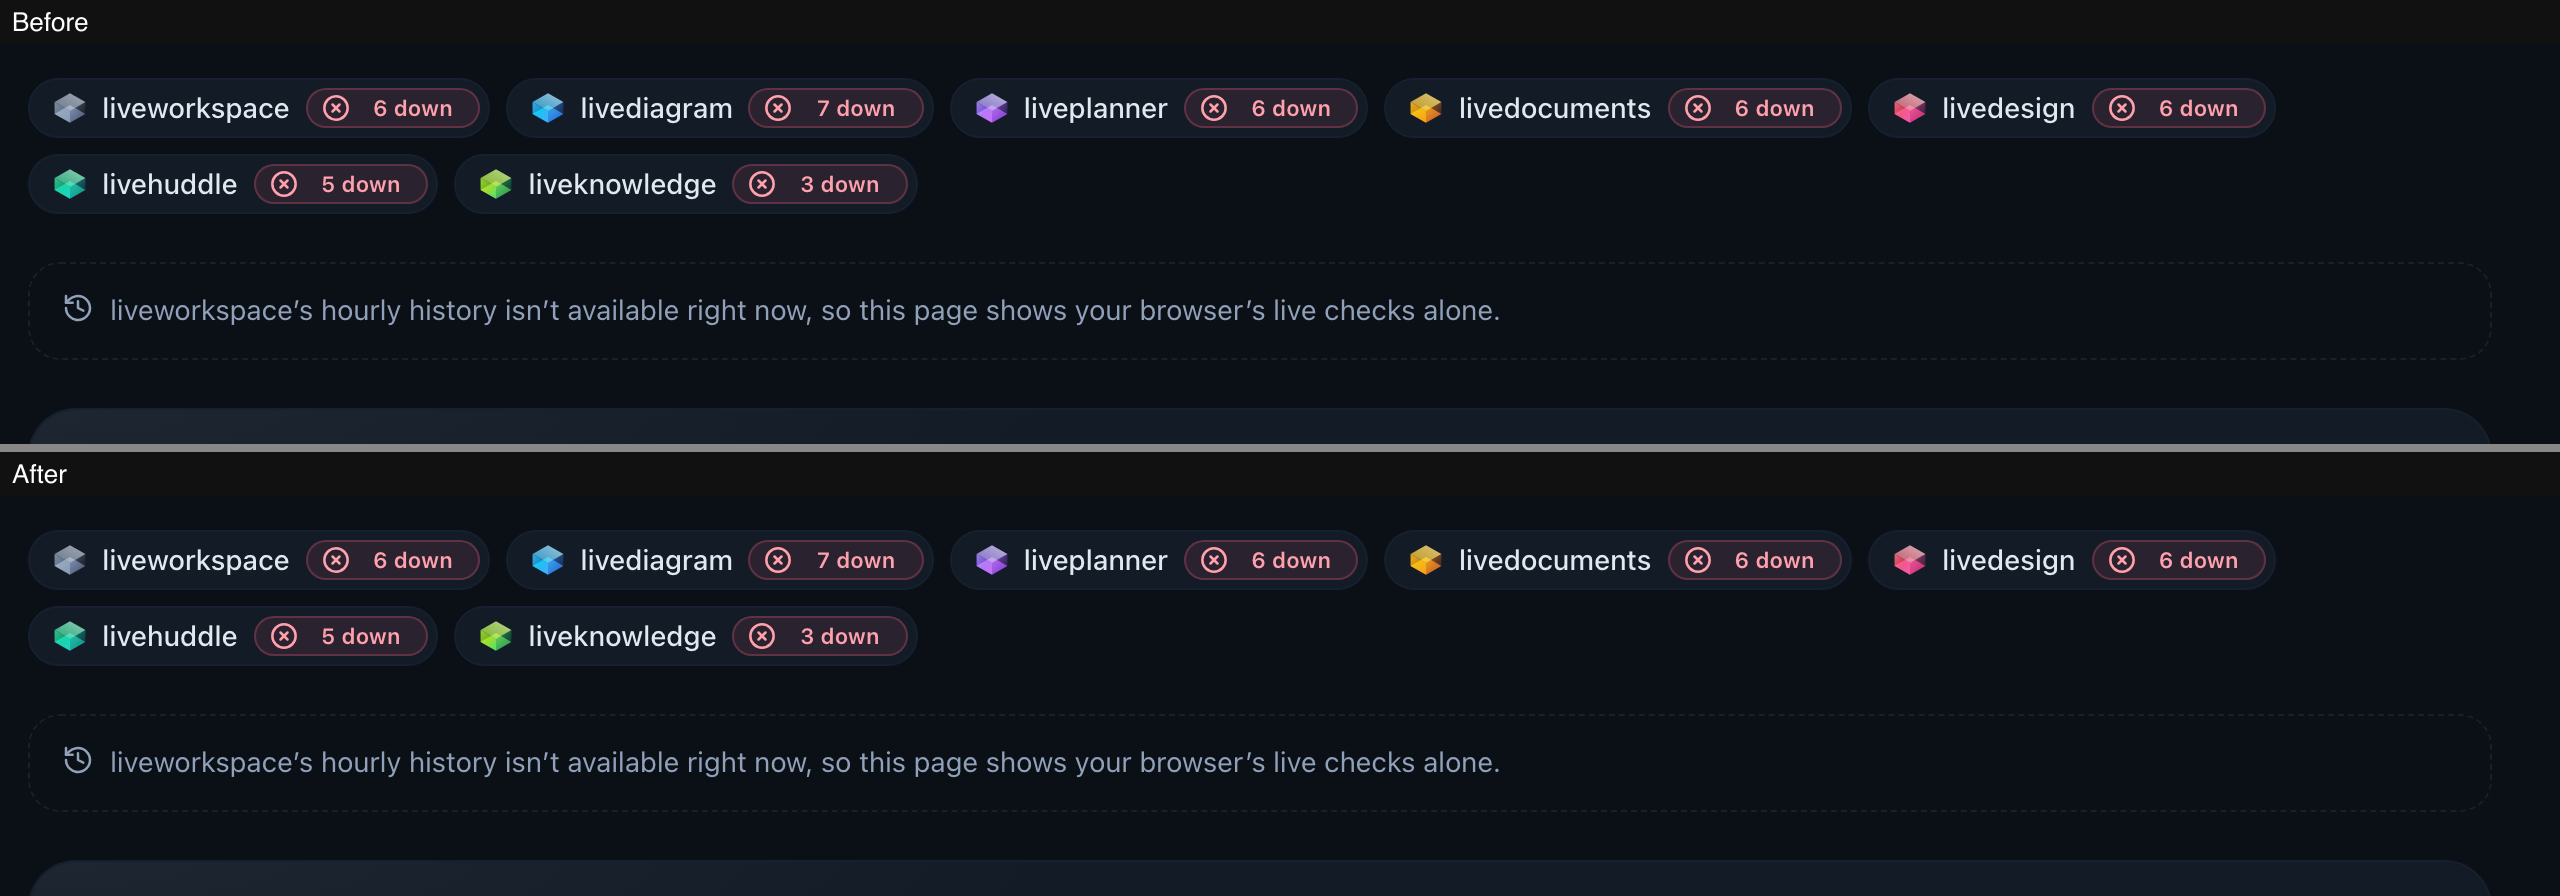 Before
liveworkspace 6 down livediagram 7 down liveplanner 6 down livedocuments 6 down livedesign 6 down
livehuddle 5 down liveknowledge 3 down
liveworkspace’s hourly history isn’t available right now, so this page shows your browser’s live checks alone.
After
liveworkspace 6 down livediagram 7 down liveplanner 6 down livedocuments 6 down livedesign 6 down
livehuddle 5 down liveknowledge 3 down
liveworkspace’s hourly history isn’t available right now, so this page shows your browser’s live checks alone.